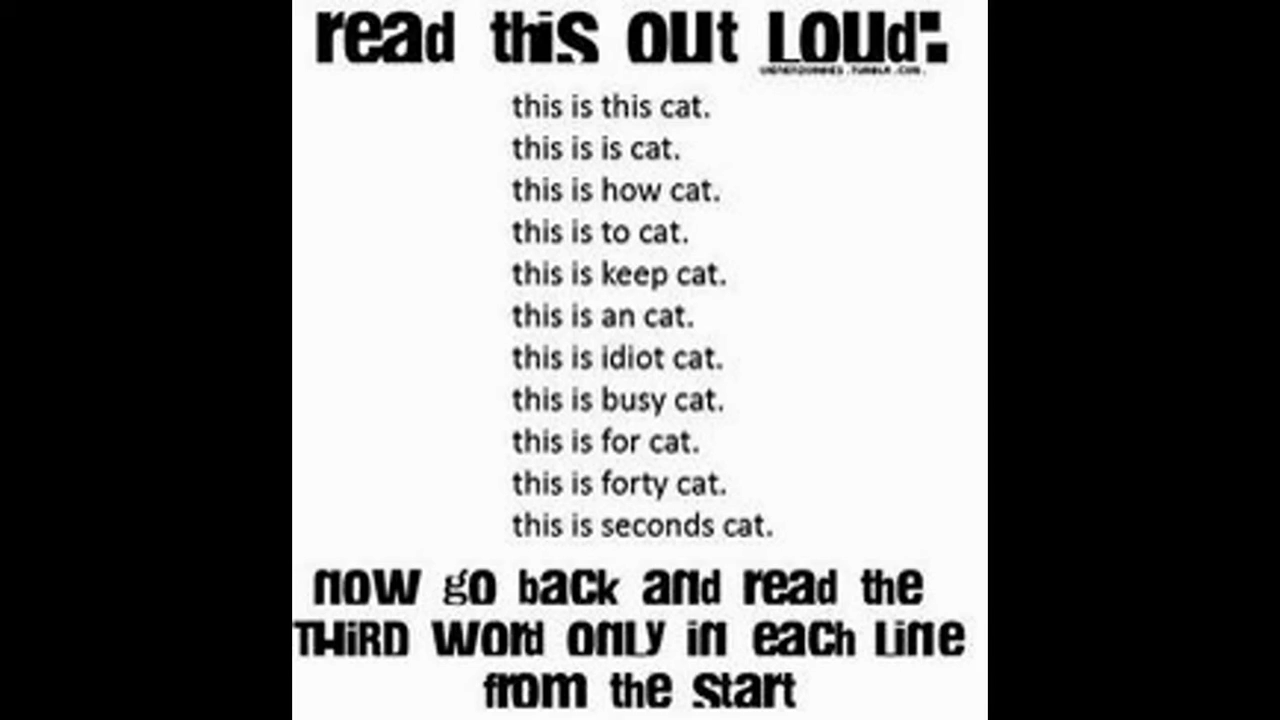 read this out LOUd:
this is this cat.
this is is cat.
this is how cat.
this is to cat.
this is keep cat.
this is an cat.
this is idiot cat.
this is busy cat.
this is for cat.
this is forty cat.
this is seconds cat.
now go back and read the
THiRD word only in each Line
from the start